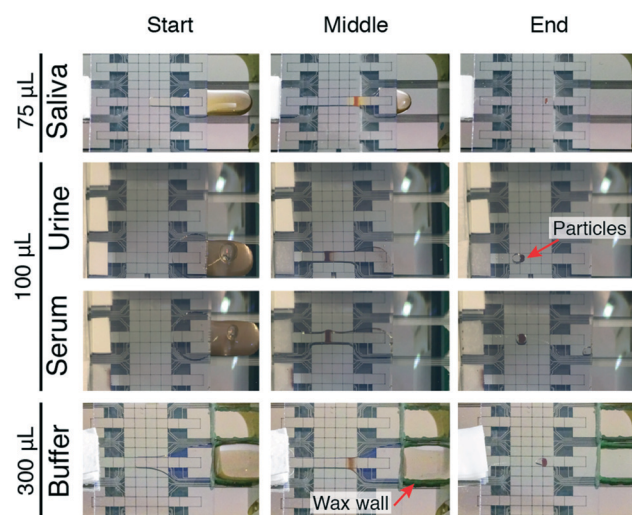 Start Middle End
75 µL
Saliva
100 µL
Urine
Particles
Serum
300 µL
Buffer
Wax wall